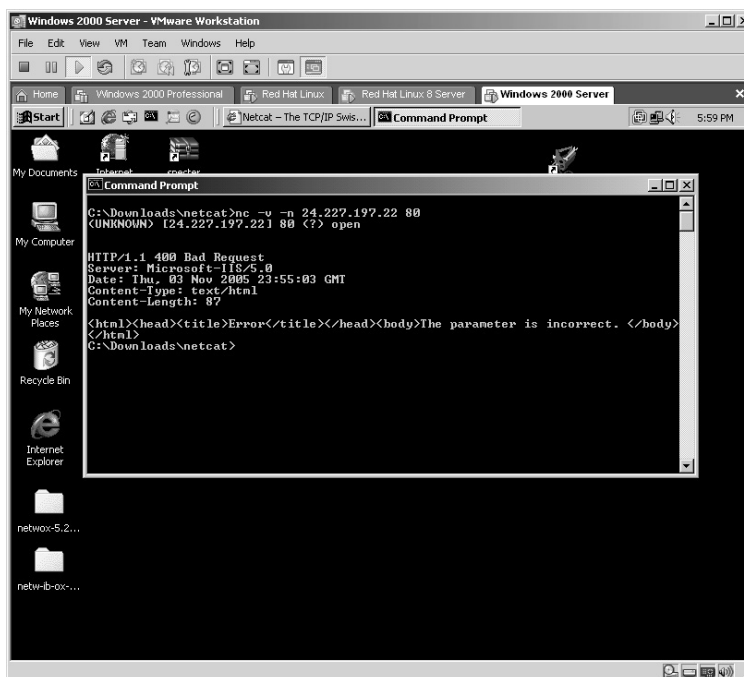 Windows 2000 Server - VMware Workstation
File Edit View VM Team Windows Help
Home Windows 2000 Professional Red Hat Linux Red Hat Linux 8 Server Windows 2000 Server
Start Netcat - The TCP/IP Swis... Command Prompt 5:59 PM
My Documents
Internet
specter
Command Prompt
C:\Downloads\netcat>nc -v -n 24.227.197.22 80
(UNKNOWN) [24.227.197.22] 80 (?) open
HTTP/1.1 400 Bad Request
Server: Microsoft-IIS/5.0
Date: Thu, 03 Nov 2005 23:55:03 GMT
Content-Type: text/html
Content-Length: 87
<html><head><title>Error</title></head><body>The parameter is incorrect. </body>
</html>
C:\Downloads\netcat>
My Computer
My Network
Places
Recycle Bin
Internet
Explorer
netwox-5.2...
netw-ib-ox-...